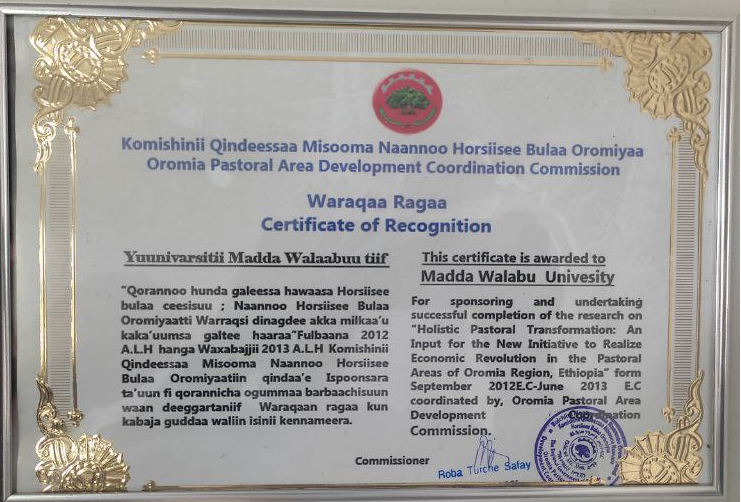 Komishinii Qindeessaa Misooma Naannoo Horsiisee Bulaa Oromiyaa
Oromia Pastoral Area Development Coordination Commission
Waraqaa Ragaa
Certificate of Recognition
Yuunivarsitii Madda Walaabuu tiif
"Qorannoo hunda galeessa hawaasa Horsiisee
bulaa ceesisuu ; Naannoo Horsiisee Bulaa
Oromiyaatti Warraqsi dinagdee akka milkaa'u
kaka'uumsa galtee haaraa"Fulbaana 2012
A.L.H hanga Waxabajjii 2013 A.L.H Komishinii
Qindeessaa Misooma Naannoo Horsiisee
Bulaa Oromiyaatiin qindaa'e Ispoonsara
ta'uun fi qorannicha ogummaa barbaachisuun
waan deeggartaniif Waraqaan ragaa kun
kabaja guddaa waliin isinii kennameera.
This certificate is awarded to
Madda Walabu Univesity
For sponsoring and undertaking
successful completion of the research on
"Holistic Pastoral Transformation: An
Input for the New Initiative to Realize
Economic Revolution in the Pastoral
Areas of Oromia Region, Ethiopia" form
September 2012E.C-June 2013 E.C
coordinated by, Oromia Pastoral Area
Development Coordination
Commission.
Commissioner
Roba Turche